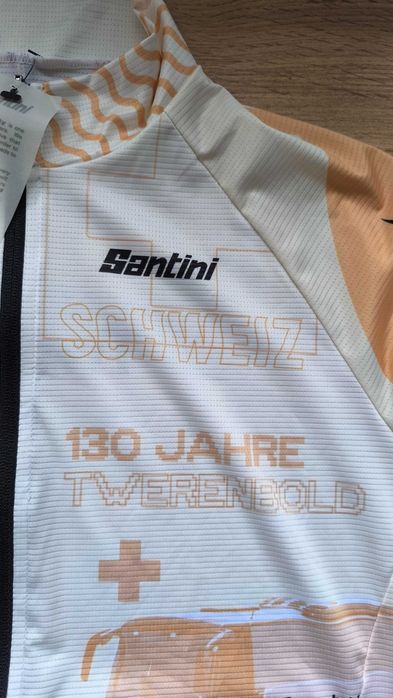 Santini
SCHWEIZ
130 JAHRE
TWERENBOLD